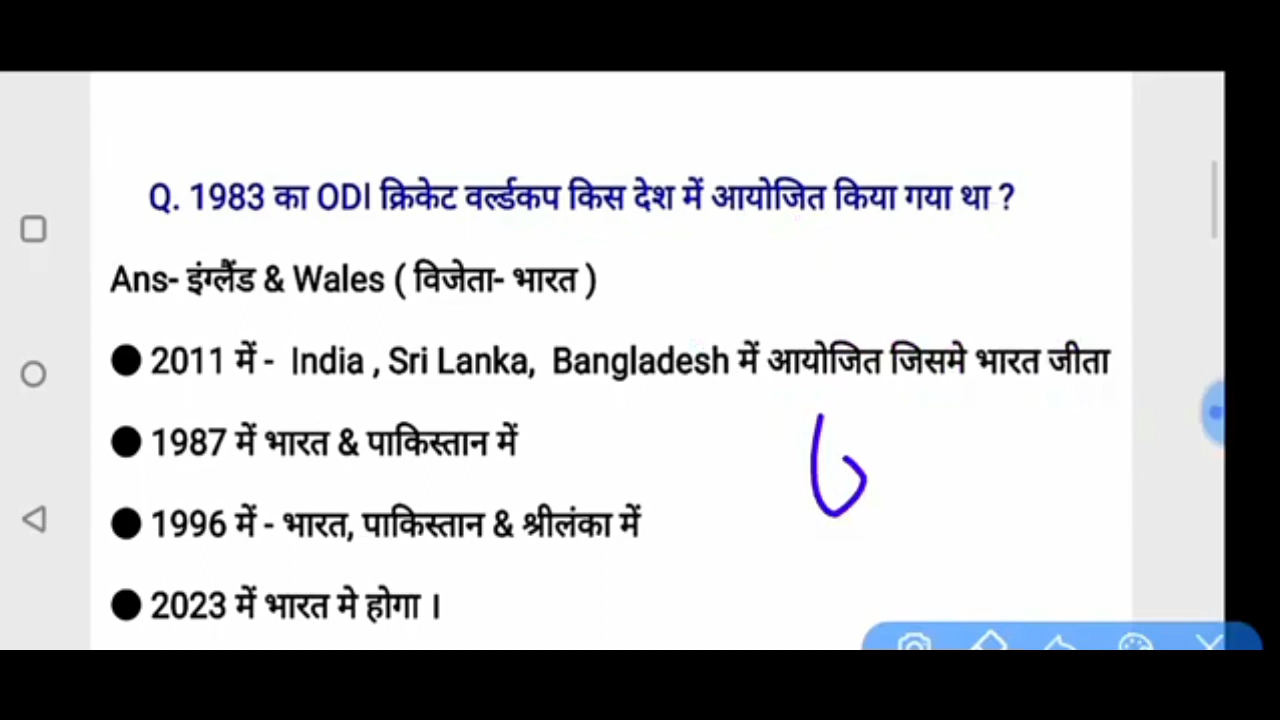 Q. 1983 का ODI क्रिकेट वर्ल्डकप किस देश में आयोजित किया गया था ?
Ans- इंग्लैंड & Wales ( विजेता- भारत )
● 2011 में - India , Sri Lanka, Bangladesh में आयोजित जिसमे भारत जीता
● 1987 में भारत & पाकिस्तान में
6
● 1996 में - भारत, पाकिस्तान & श्रीलंका में
● 2023 में भारत मे होगा ।